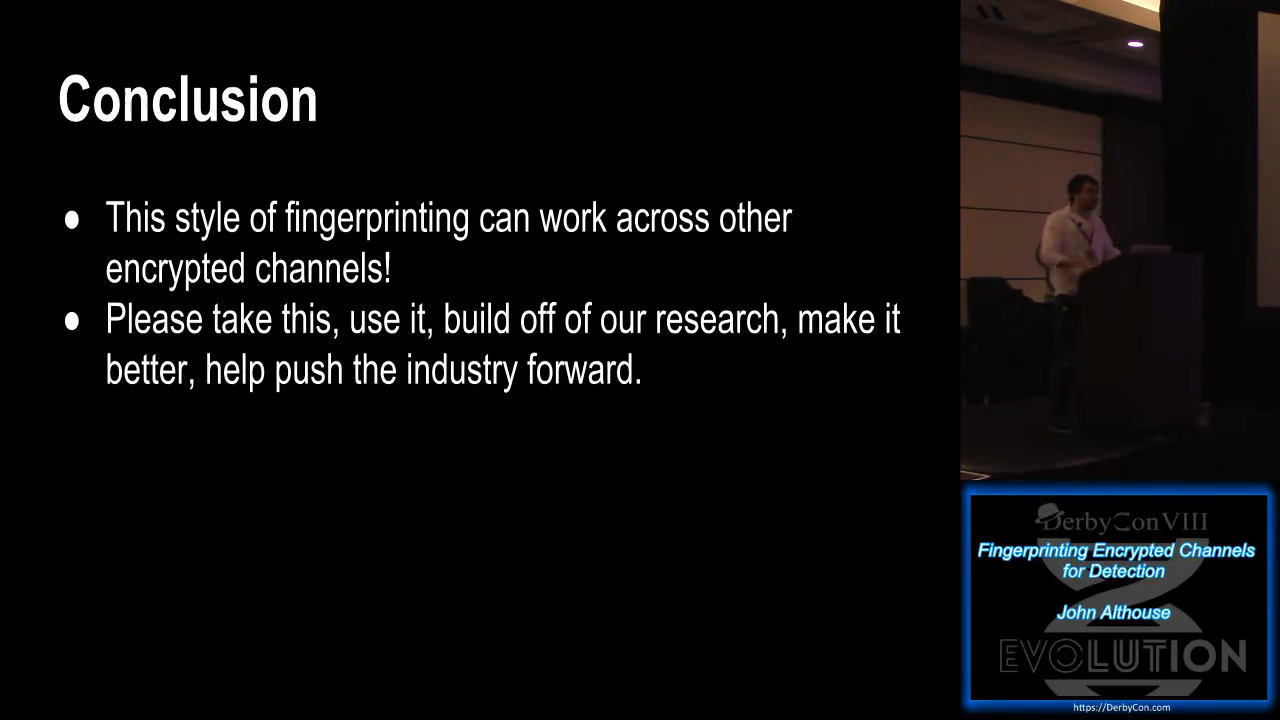 Conclusion
● This style of fingerprinting can work across other
encrypted channels!
● Please take this, use it, build off of our research, make it
better, help push the industry forward.
DerbyCon VIII
Fingerprinting Encrypted Channels
for Detection
John Althouse
EVOLUTION
https://DerbyCon.com